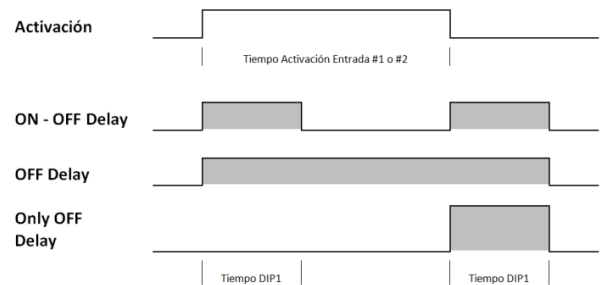 Activación
Tiempo Activación Entrada #1 o #2
ON - OFF Delay
OFF Delay
Only OFF
Delay
Tiempo DIP1
Tiempo DIP1